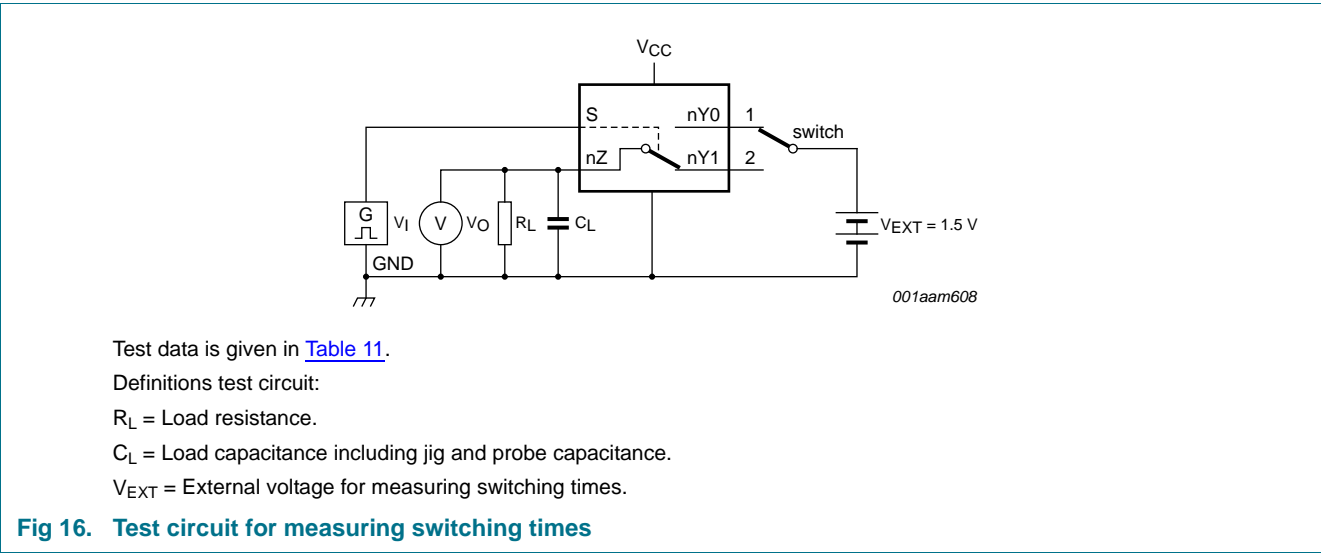 VCC
S
nY0
1
switch
nZ
nY1
2
G
VI
V
VO
RL
CL
VEXT = 1.5 V
GND
001aam608
Test data is given in Table 11.
Definitions test circuit:
RL = Load resistance.
CL = Load capacitance including jig and probe capacitance.
VEXT = External voltage for measuring switching times.
Fig 16. Test circuit for measuring switching times